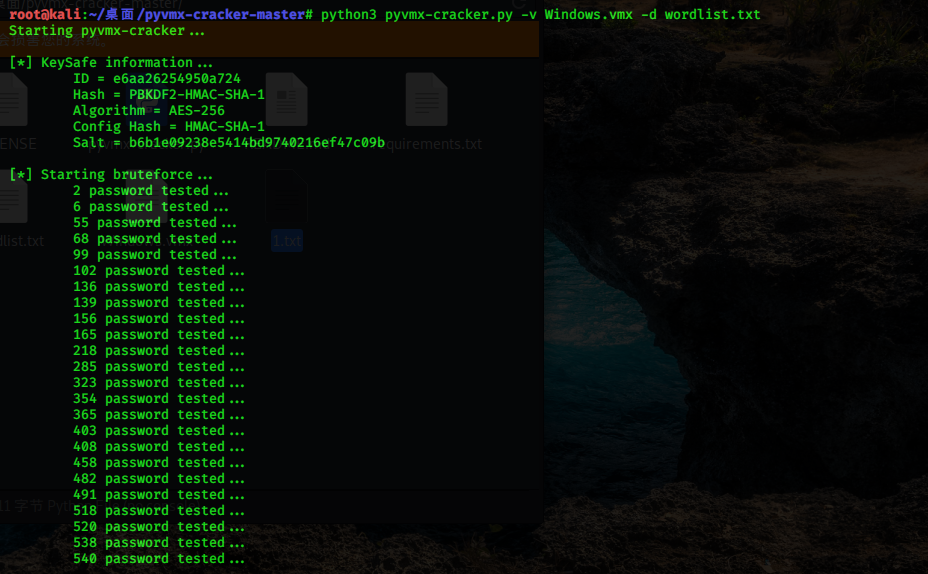 root@kali:~/桌面/pyvmx-cracker-master# python3 pyvmx-cracker.py -v Windows.vmx -d wordlist.txt
Starting pyvmx-cracker...
[*] KeySafe information...
ID = e6aa26254950a724
Hash = PBKDF2-HMAC-SHA-1
Algorithm = AES-256
Config Hash = HMAC-SHA-1
ENSE
quirements.txt
Salt = b6b1e09238e5414bd9740216ef47c09b
[*] Starting bruteforce...
2 password tested...
6 password tested...
55 password tested...
68 password tested...
dlist.txt
1.txt
99 password tested...
102 password tested...
136 password tested...
139 password tested...
156 password tested...
165 password tested...
218 password tested...
285 password tested...
323 password tested...
354 password tested...
365 password tested...
403 password tested...
408 password tested...
458 password tested...
482 password tested...
491 password tested...
518 password tested...
520 password tested...
538 password tested...
540 password tested...